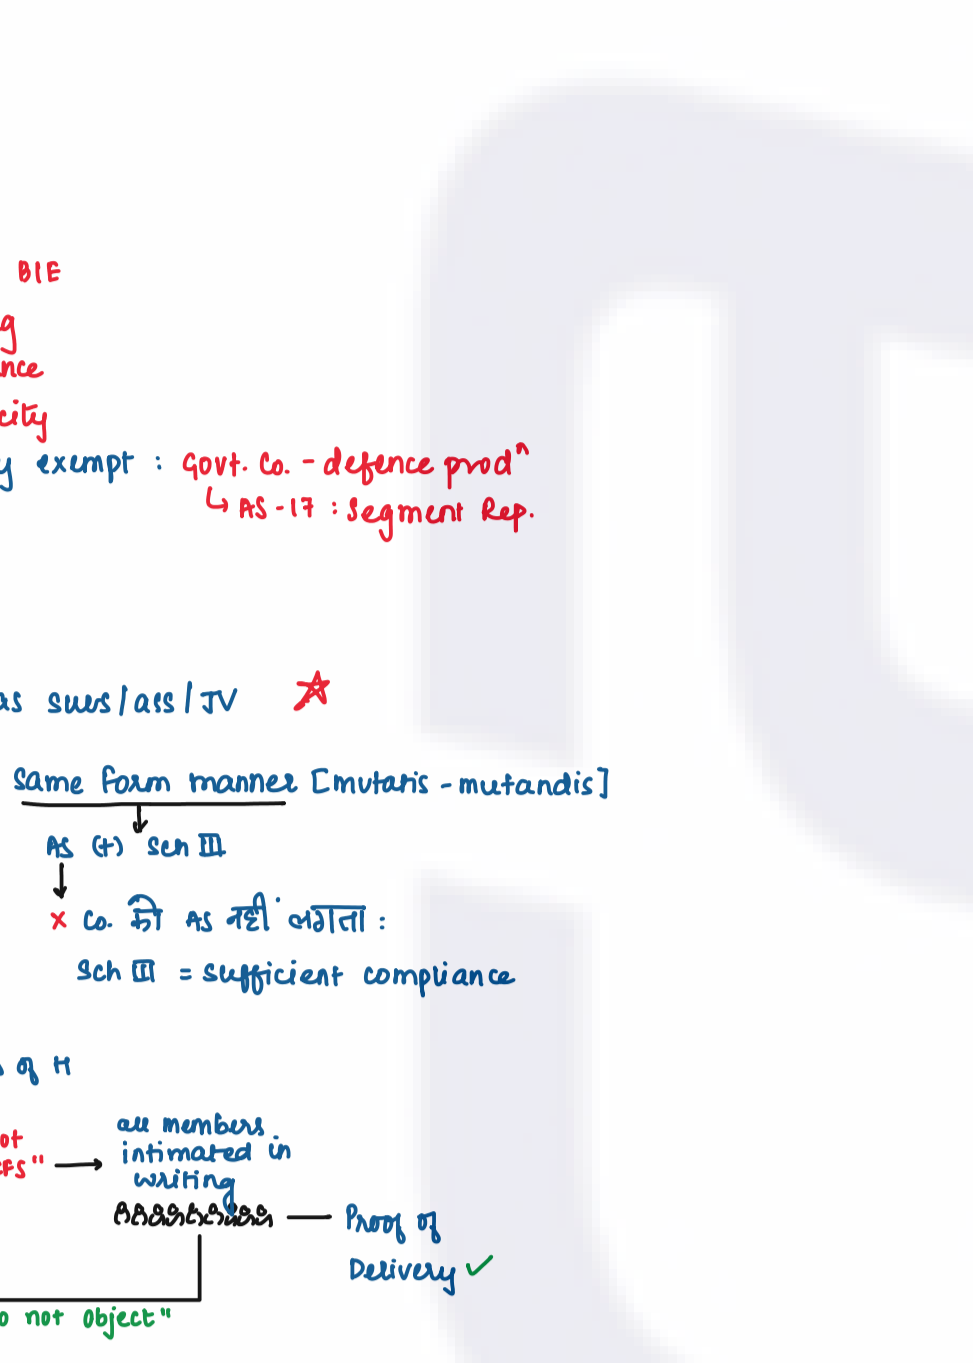 BIE
g
nce
city
y exempt : Govt. Co. - defence prodⁿ
↳ AS - 17 : Segment Rep.
as subs / ass / JV
Same form manner [mutatis - mutandis]
AS (+) Sch III
x Co. को AS नहीं लगता :
Sch III = sufficient compliance
of H
ot
CFS" → all members
intimated in
writing
Proof of
Delivery ✓
o not object"